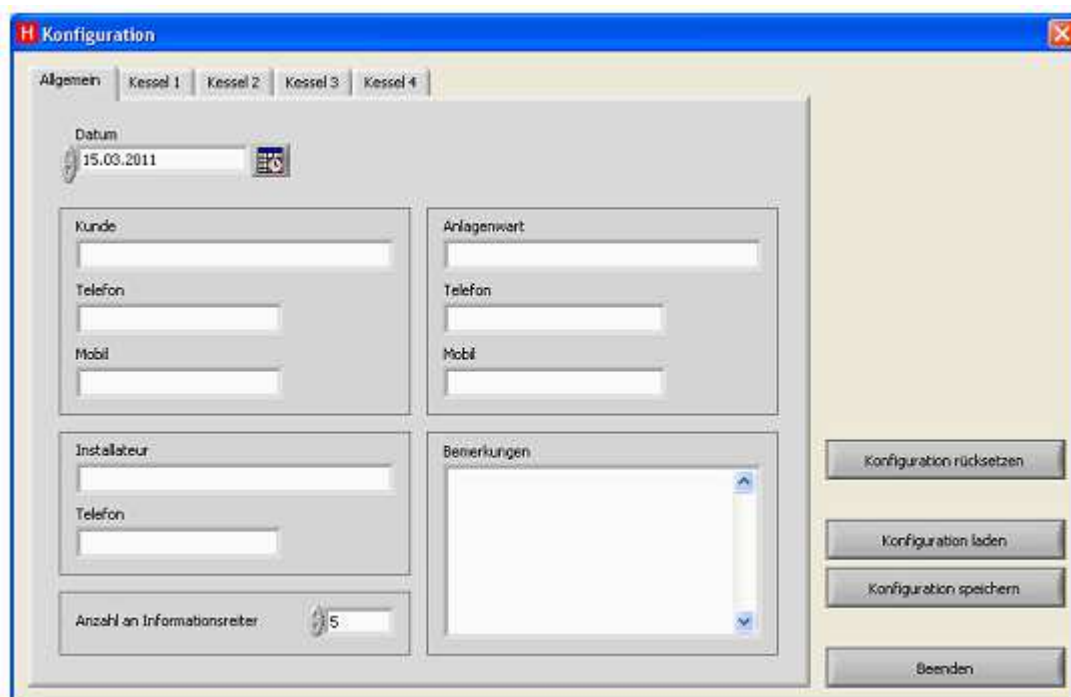 H Konfiguration
Allgemein Kessel 1 Kessel 2 Kessel 3 Kessel 4
Datum
15.03.2011
Kunde
Telefon
Mobil
Anlagenwart
Telefon
Mobil
Installateur
Telefon
Bemerkungen
Anzahl an Informationsreiter 5
Konfiguration rücksetzen
Konfiguration laden
Konfiguration speichern
Beenden